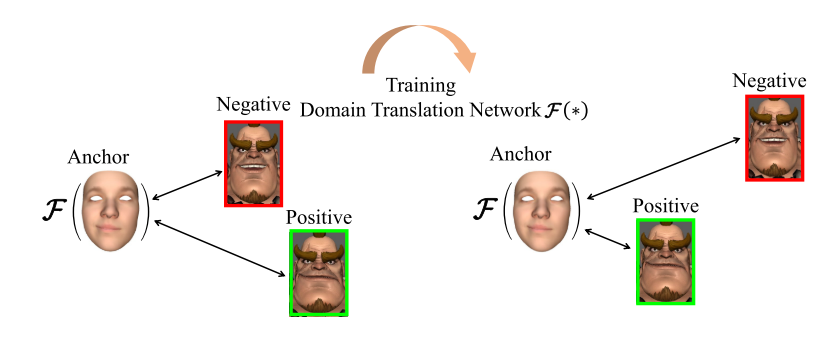 Training
Domain Translation Network 𝓕(∗)
Negative
Anchor
𝓕( )
Positive
Negative
Anchor
𝓕( )
Positive